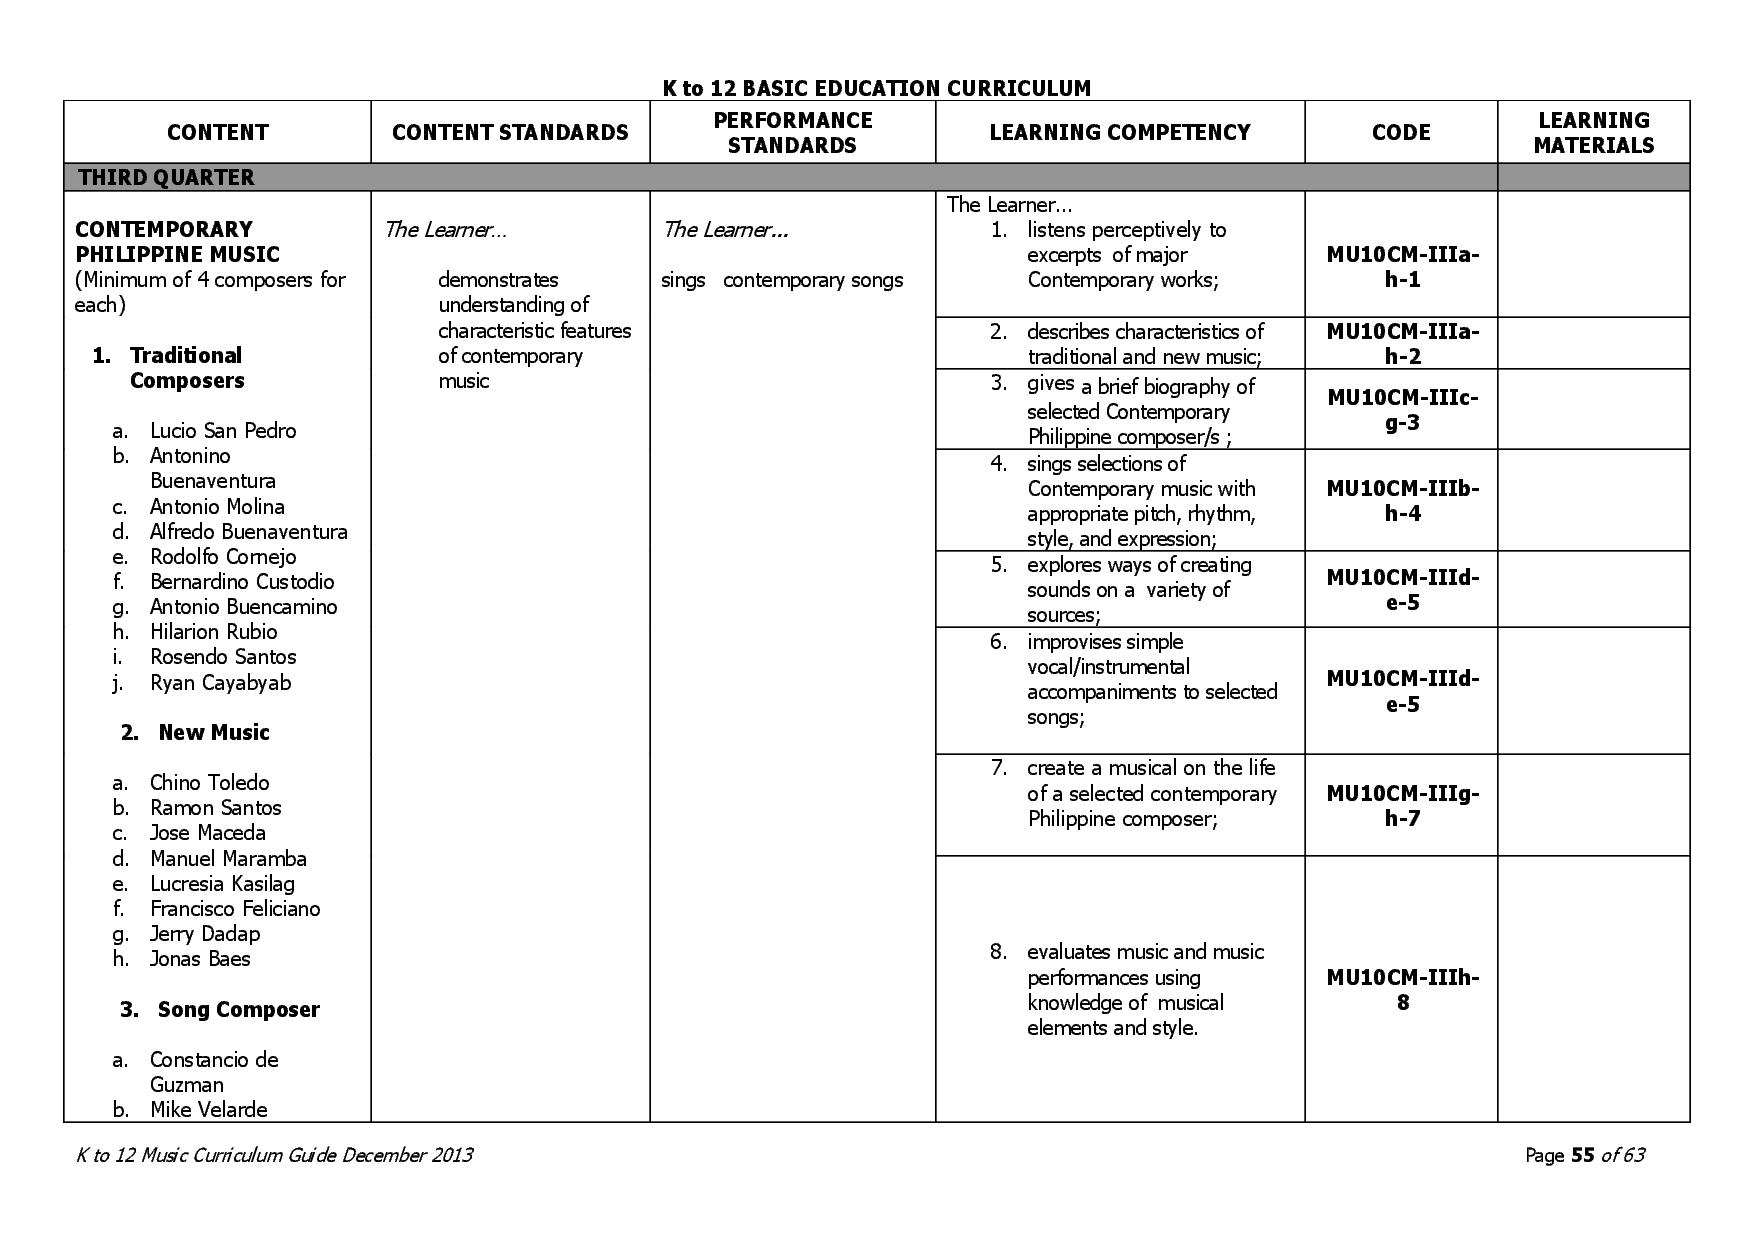 K to 12 BASIC EDUCATION CURRICULUM
CONTENT
CONTENT STANDARDS
PERFORMANCE
STANDARDS
LEARNING COMPETENCY
CODE
LEARNING
MATERIALS
THIRD QUARTER
CONTEMPORARY
PHILIPPINE MUSIC
(Minimum of 4 composers for
each)
1. Traditional
Composers
a. Lucio San Pedro
b. Antonino
Buenaventura
c. Antonio Molina
d. Alfredo Buenaventura
e. Rodolfo Cornejo
f. Bernardino Custodio
g. Antonio Buencamino
h. Hilarion Rubio
i. Rosendo Santos
j. Ryan Cayabyab
2. New Music
a. Chino Toledo
b. Ramon Santos
c. Jose Maceda
d. Manuel Maramba
e. Lucresia Kasilag
f. Francisco Feliciano
g. Jerry Dadap
h. Jonas Baes
3. Song Composer
a. Constancio de
Guzman
b. Mike Velarde
The Learner…
demonstrates
understanding of
characteristic features
of contemporary
music
The Learner...
sings contemporary songs
The Learner…
1. listens perceptively to
excerpts of major
Contemporary works;
MU10CM-IIIa-
h-1
2. describes characteristics of
traditional and new music;
MU10CM-IIIa-
h-2
3. gives a brief biography of
selected Contemporary
Philippine composer/s ;
MU10CM-IIIc-
g-3
4. sings selections of
Contemporary music with
appropriate pitch, rhythm,
style, and expression;
MU10CM-IIIb-
h-4
5. explores ways of creating
sounds on a variety of
sources;
MU10CM-IIId-
e-5
6. improvises simple
vocal/instrumental
accompaniments to selected
songs;
MU10CM-IIId-
e-5
7. create a musical on the life
of a selected contemporary
Philippine composer;
MU10CM-IIIg-
h-7
8. evaluates music and music
performances using
knowledge of musical
elements and style.
MU10CM-IIIh-
8
K to 12 Music Curriculum Guide December 2013
Page 55 of 63